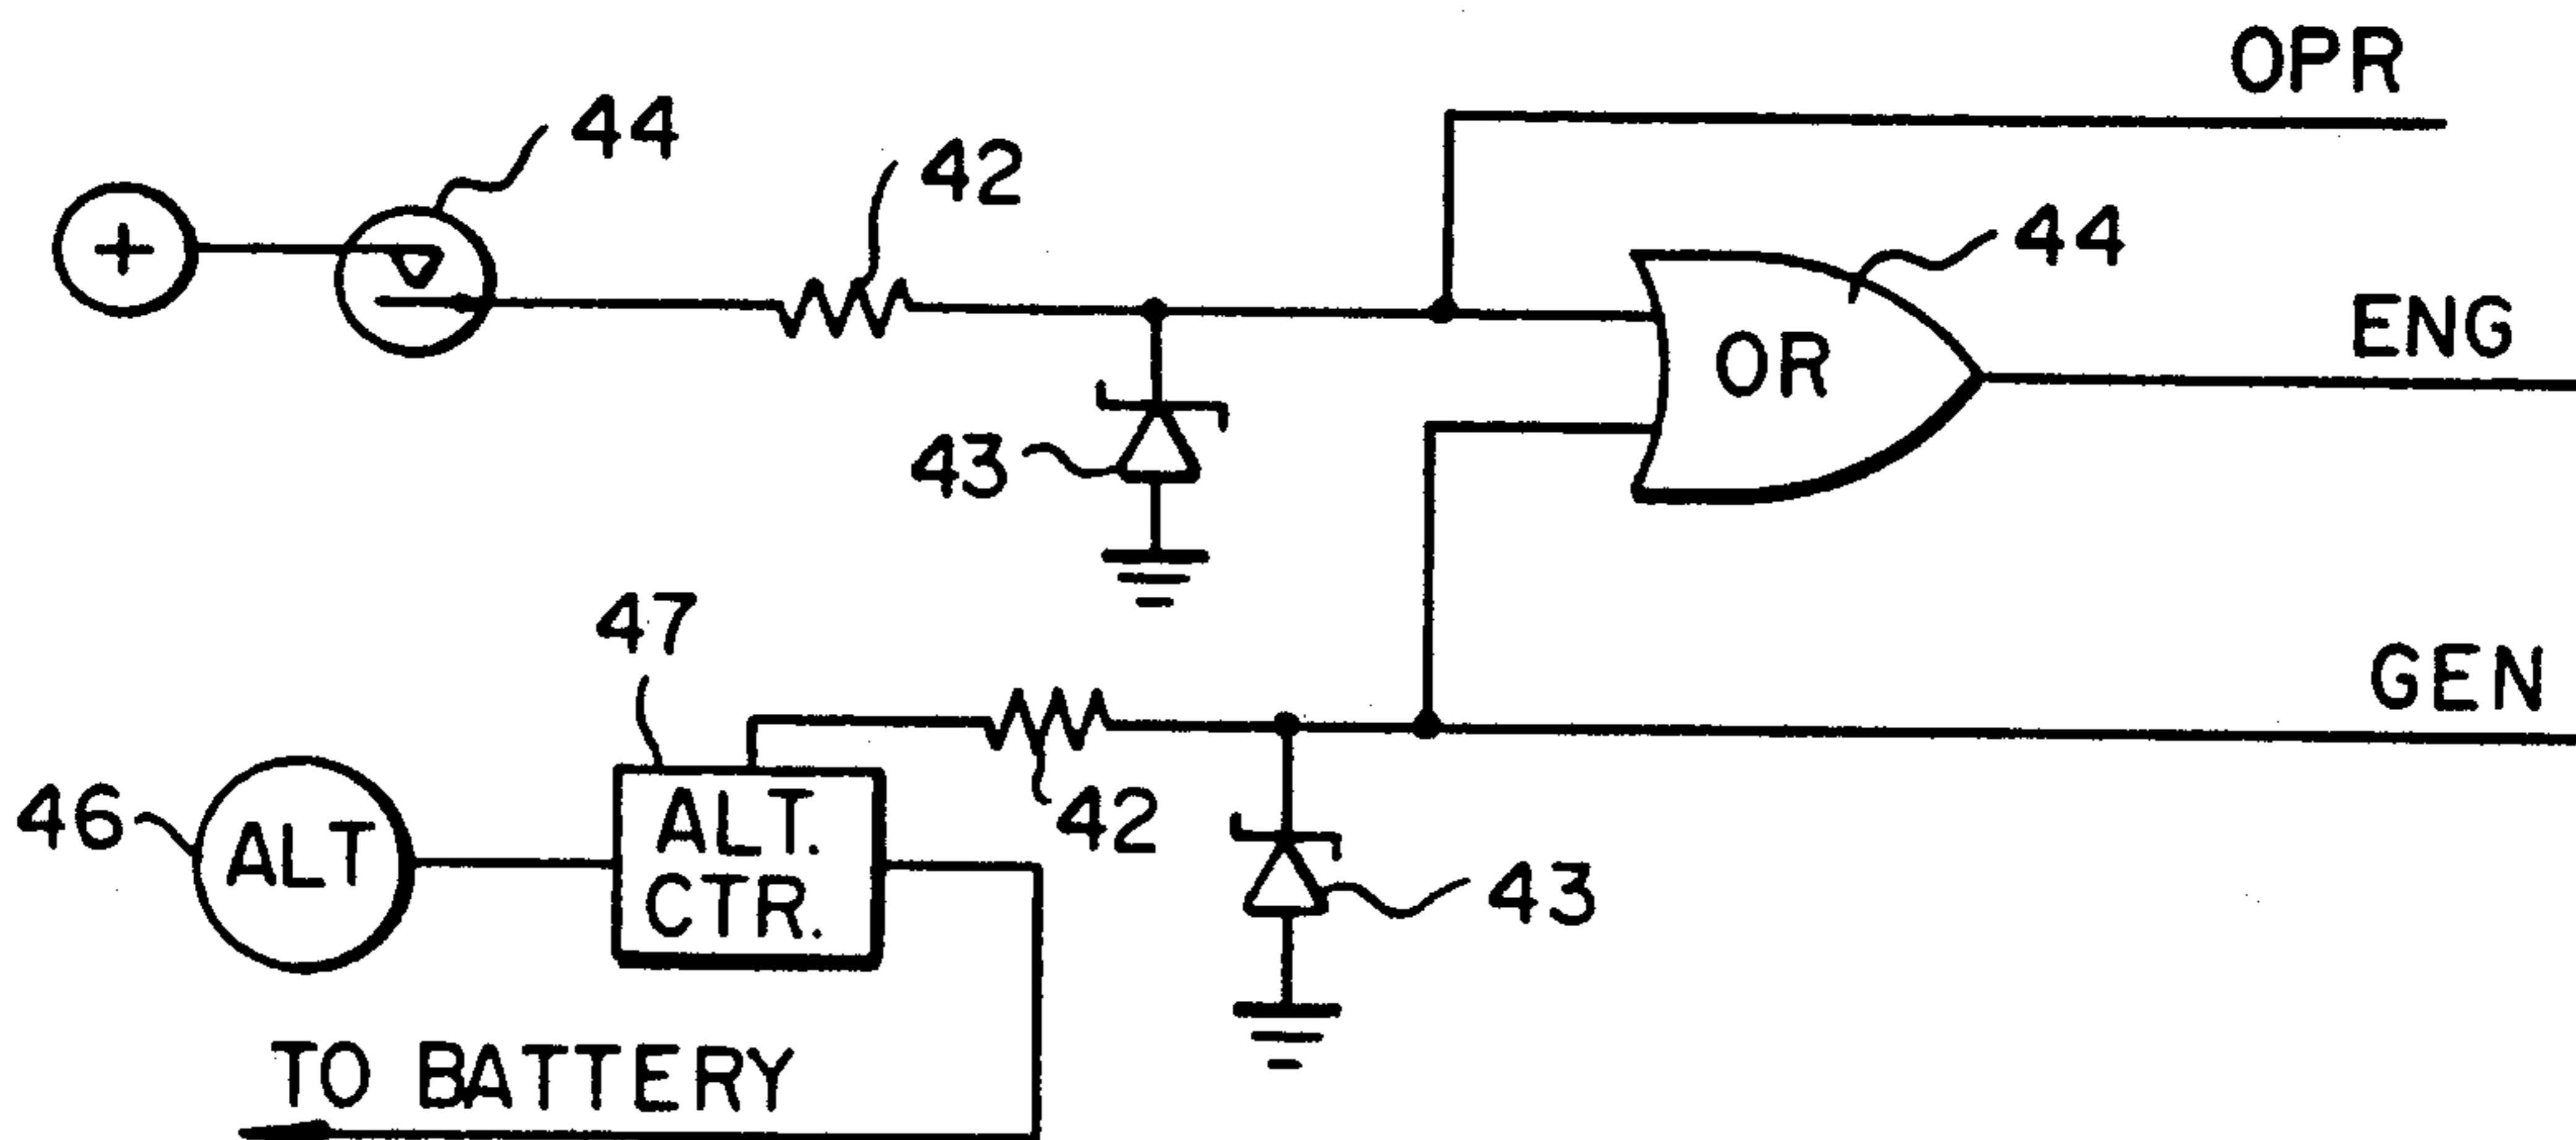 OPR
44
42
+
44
ENG
OR
43
47
GEN
46
ALT
ALT.
CTR.
42
43
TO BATTERY